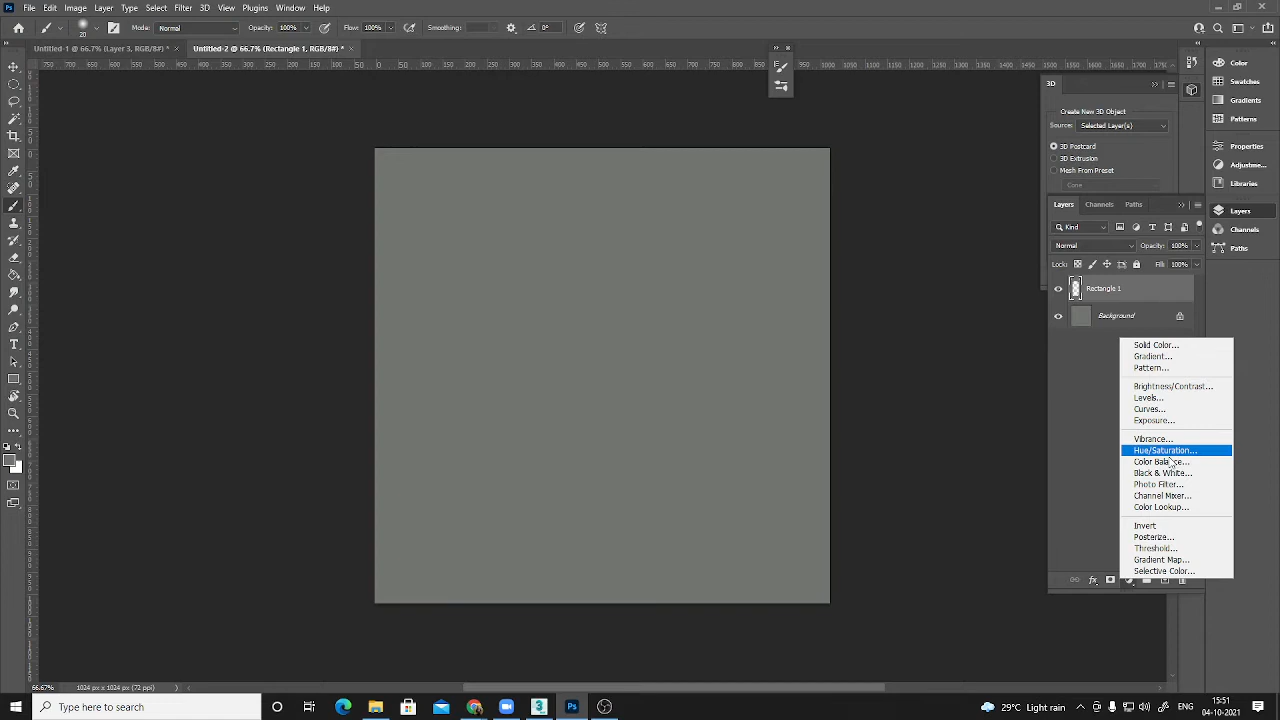 File Edit Image Layer Type Select Filter 3D View Window Help
Mode: Normal Opacity: 100% Flow: 100% Smoothing: 0°
Untitled-1 @ 66.7% (Layer 3, RGB/8#) * × Untitled-2 @ 66.7% (Rectangle 1, RGB/8#) * ×
3D
Create New 3D Object
Source: Selected Layer(s)
3D Postcard
3D Extrusion
Mesh From Preset
Cone
Layers Channels Paths
Kind
Normal Opacity: 100%
Lock: Fill: 100%
Rectangle 1
Background
Solid Color...
Gradient...
Pattern...
Brightness/Contrast...
Levels...
Curves...
Exposure...
Vibrance...
Hue/Saturation...
Color Balance...
Black & White...
Photo Filter...
Channel Mixer...
Color Lookup...
Invert
Posterize...
Threshold...
Gradient Map...
Selective Color...
Color
Swatches
Gradients
Patterns
Properties
Adjustme...
Libraries
Layers
Channels
Paths
66.67% 1024 px x 1024 px (72 ppi)
Type here to search
29°C Light rain
ENG
15:51
04-10-2021